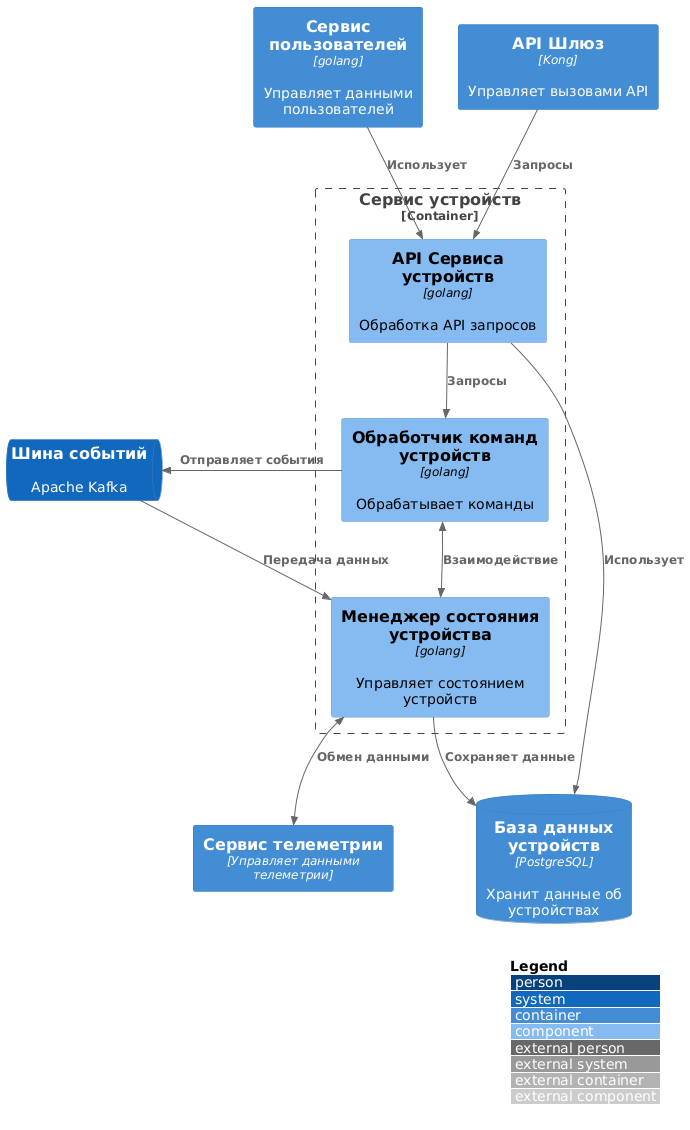 Сервис
пользователей
[golang]
Управляет данными
пользователей
API Шлюз
[Kong]
Управляет вызовами API
Использует
Запросы
Сервис устройств
[Container]
API Сервиса
устройств
[golang]
Обработка API запросов
Запросы
Обработчик команд
устройств
[golang]
Обрабатывает команды
Шина событий
Apache Kafka
Отправляет события
Передача данных
Взаимодействие
Использует
Менеджер состояния
устройства
[golang]
Управляет состоянием
устройств
Обмен данными
Сохраняет данные
Сервис телеметрии
[Управляет данными
телеметрии]
База данных
устройств
[PostgreSQL]
Хранит данные об
устройствах
Legend
person
system
container
component
external person
external system
external container
external component